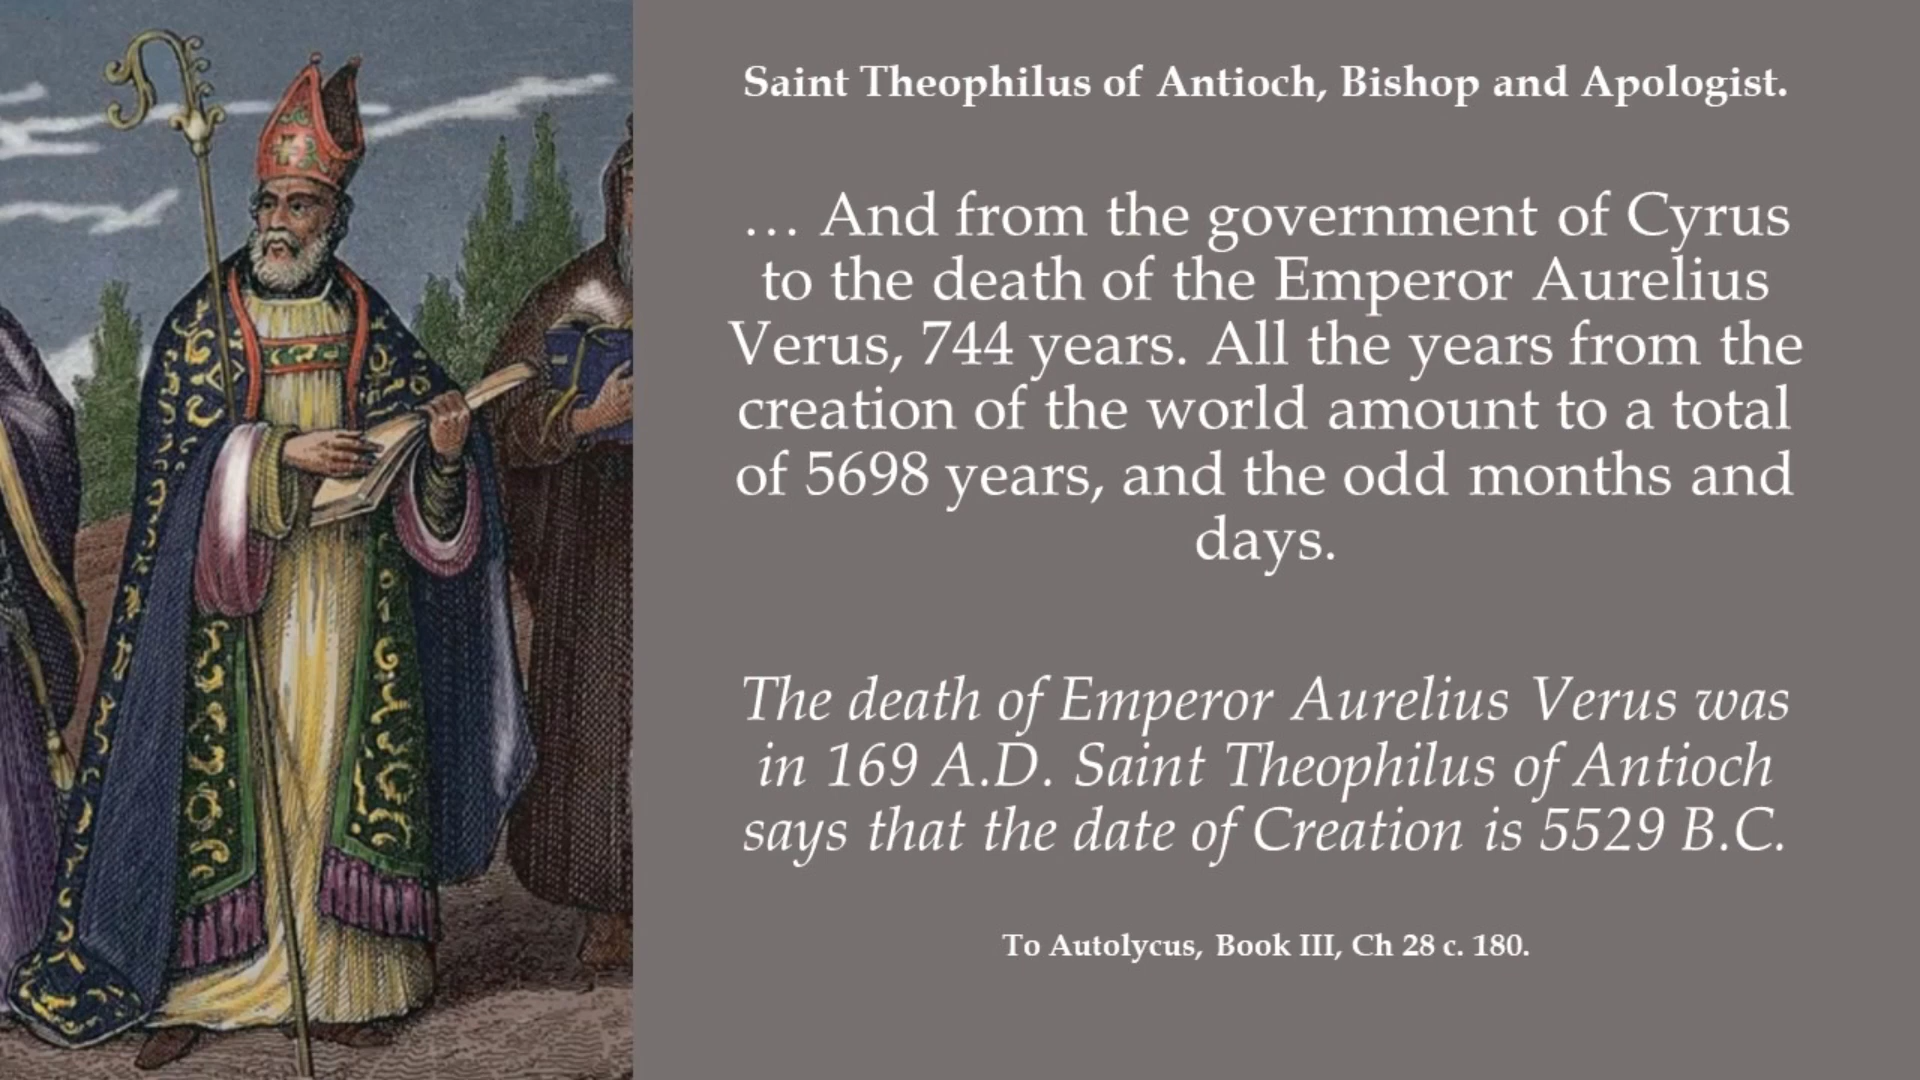 Saint Theophilus of Antioch, Bishop and Apologist.
… And from the government of Cyrus
to the death of the Emperor Aurelius
Verus, 744 years. All the years from the
creation of the world amount to a total
of 5698 years, and the odd months and
days.
The death of Emperor Aurelius Verus was
in 169 A.D. Saint Theophilus of Antioch
says that the date of Creation is 5529 B.C.
To Autolycus, Book III, Ch 28 c. 180.